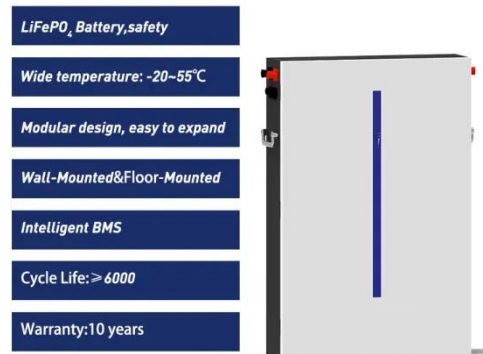 LiFePO₄ Battery,safety
Wide temperature: -20~55℃
Modular design, easy to expand
Wall-Mounted&Floor-Mounted
Intelligent BMS
Cycle Life:≥6000
Warranty:10 years